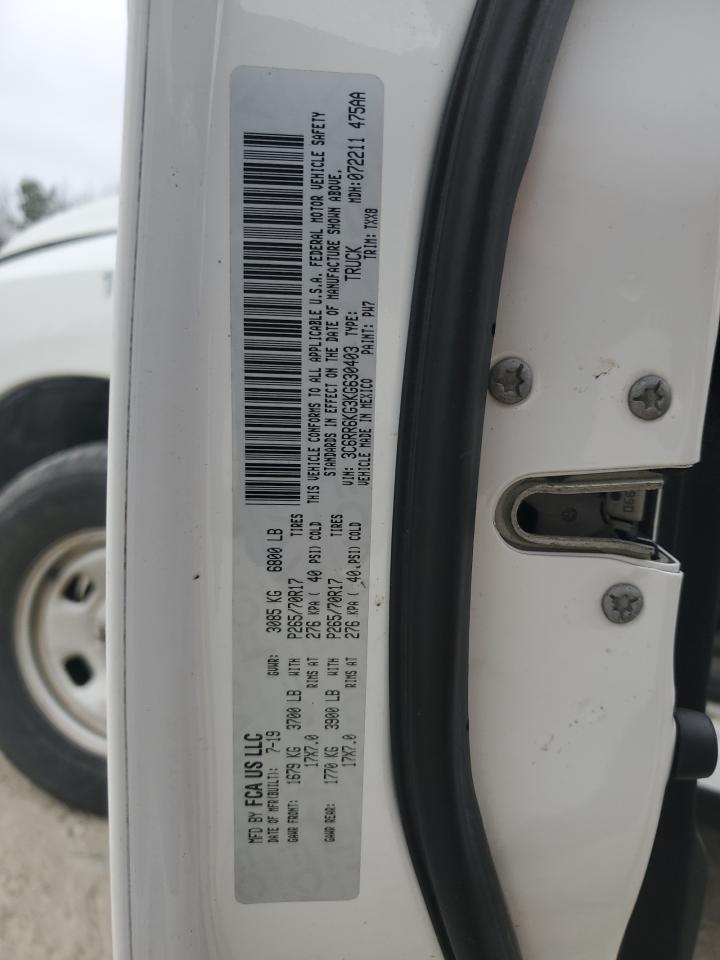 MFD BY FCA US LLC
DATE OF MFR(BUILT): 7-19 GVWR: 3085 KG 6800 LB
GAWR FRONT: 1679 KG 3700 LB WITH P265/70R17 TIRES
17X7.0 RIMS AT 276 KPA ( 40 PSI) COLD
GAWR REAR: 1770 KG 3900 LB WITH P265/70R17 TIRES
17X7.0 RIMS AT 276 KPA ( 40.PSI) COLD
THIS VEHICLE CONFORMS TO ALL APPLICABLE U.S.A. FEDERAL MOTOR VEHICLE SAFETY
STANDARDS IN EFFECT ON THE DATE OF MANUFACTURE SHOWN ABOVE.
VIN: 3C6RR6KG3KG630403 TYPE: TRUCK MDH:072211 475AA
VEHICLE MADE IN MEXICO PAINT: PW7 TRIM: TXX8